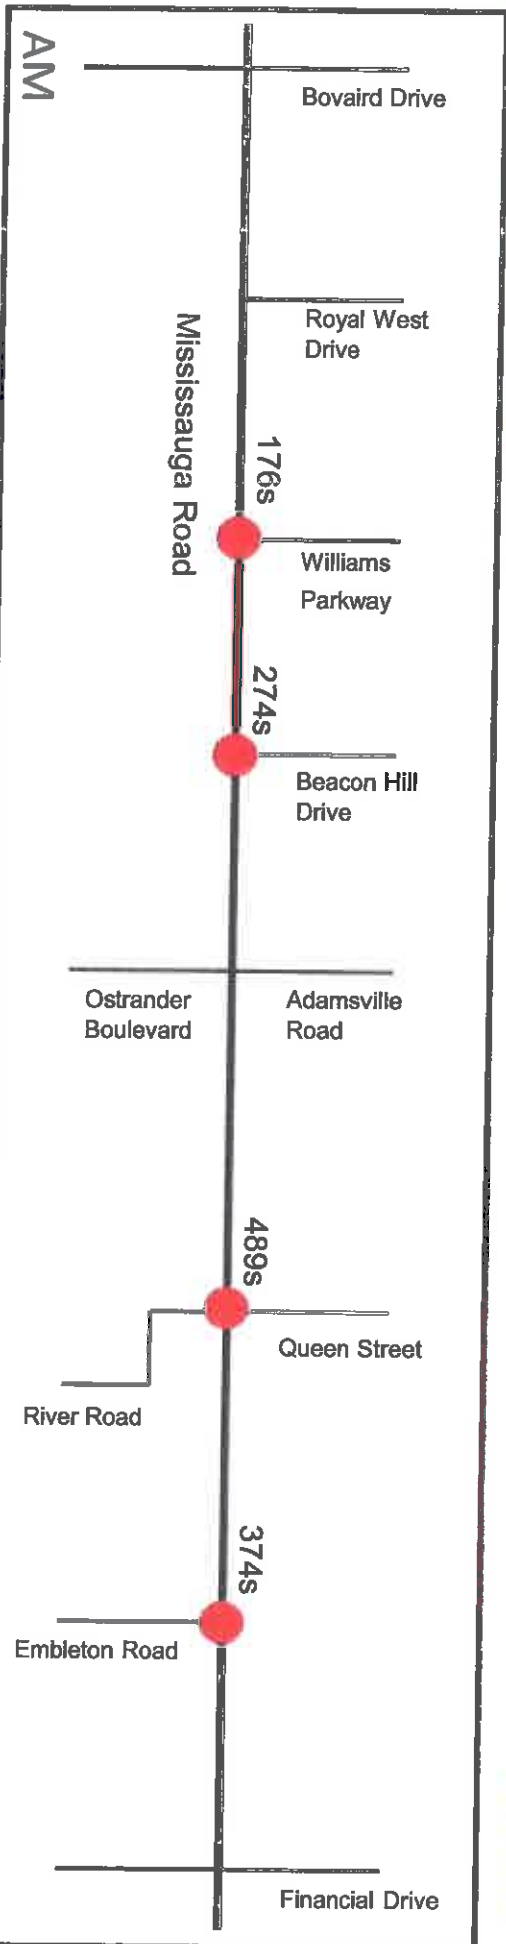 AM
Bovaird Drive
Royal West
Drive
Mississauga Road
176s
Williams
Parkway
274s
Beacon Hill
Drive
Ostrander
Boulevard
Adamsville
Road
489s
Queen Street
River Road
374s
Embleton Road
Financial Drive